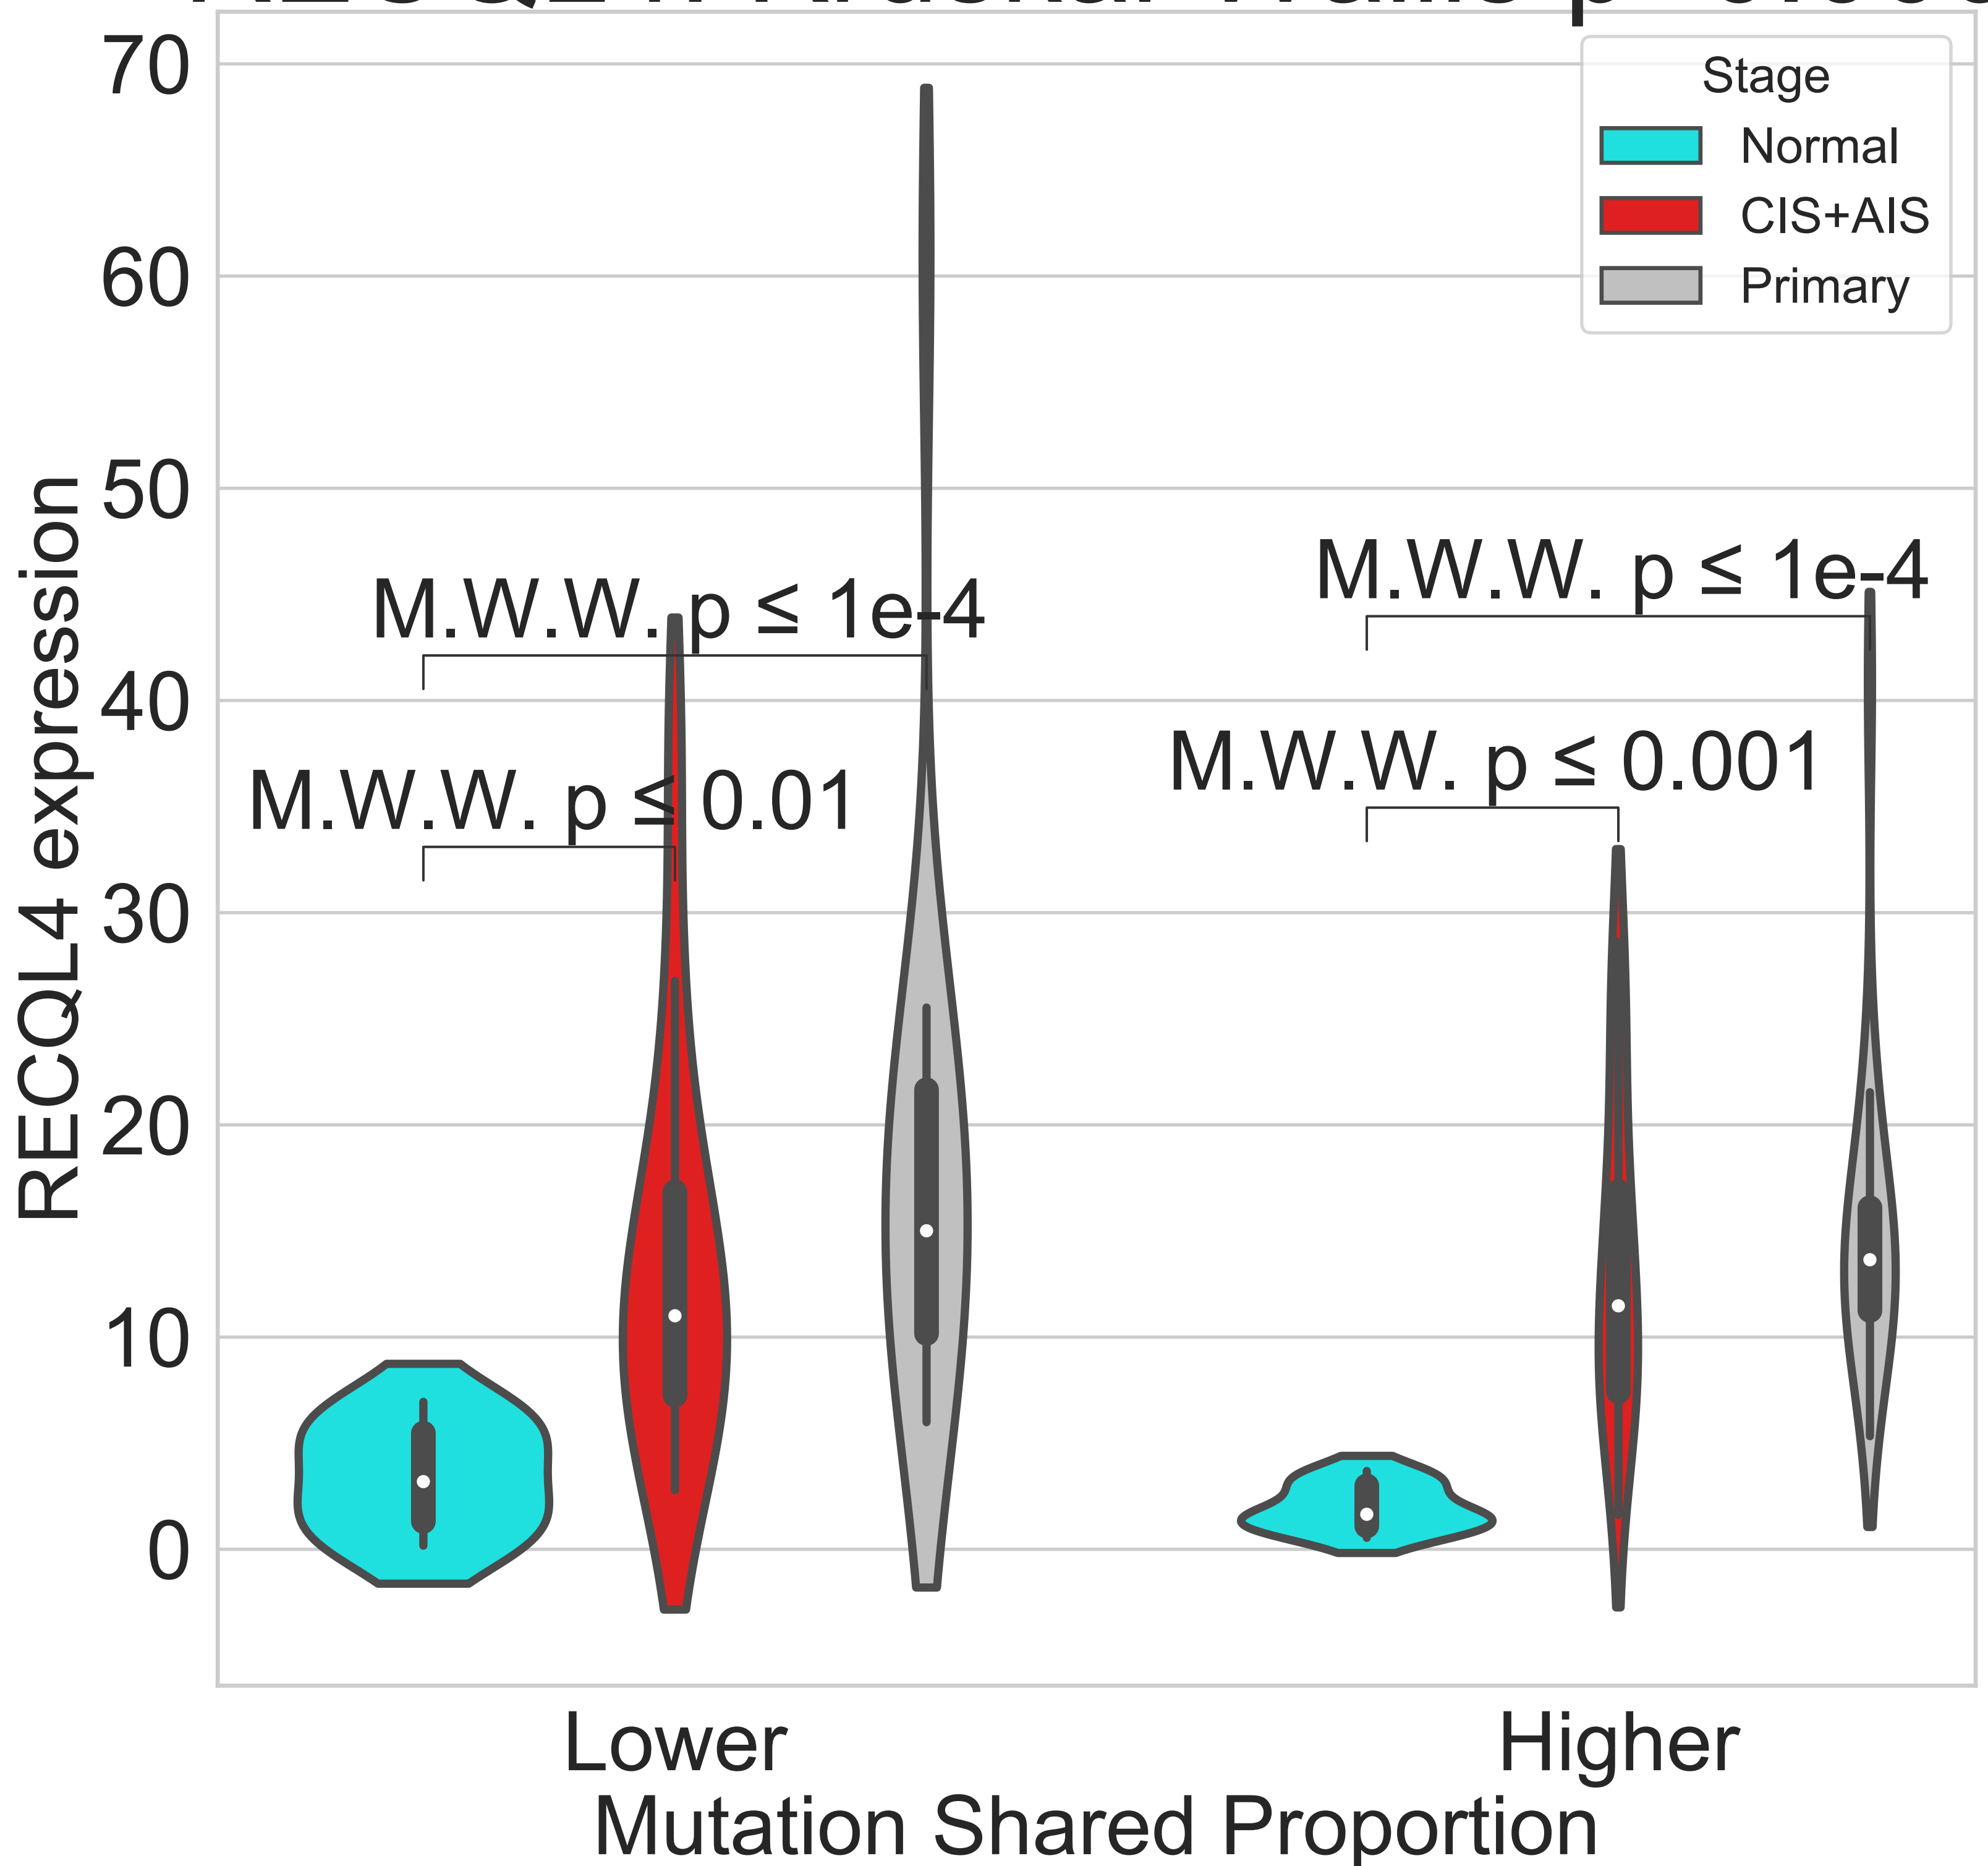 Stage
Normal
CIS+AIS
Primary
70
60
50
40
30
20
10
0
RECQL4 expression
M.W.W. p ≤ 1e-4
M.W.W. p ≤ 0.01
M.W.W. p ≤ 1e-4
M.W.W. p ≤ 0.001
Lower
Higher
Mutation Shared Proportion